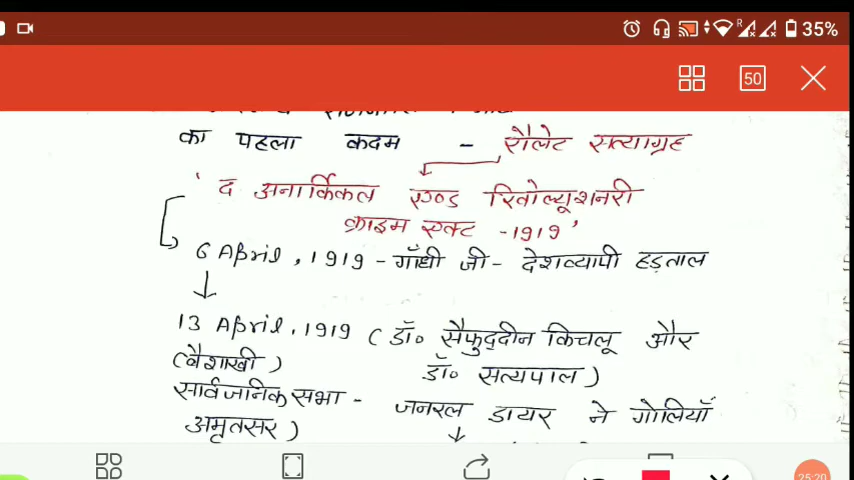 35%
50
का पहला कदम - रौलेट सत्याग्रह
' द अनार्किकल एण्ड रिवोल्यूशनरी
क्राइम एक्ट -1919 '
6 April, 1919 - गाँधी जी - देशव्यापी हड़ताल
13 April, 1919 ( डॉ० सैफुद्दीन किचलू और
(वैशाखी) डॉ० सत्यपाल )
सार्वजानिक सभा - जनरल डायर ने गोलियाँ
अमृतसर )
25:20